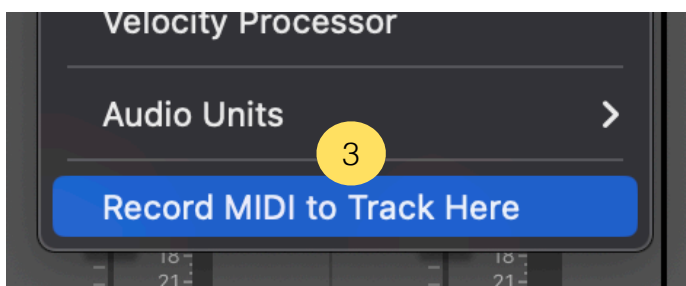 Velocity Processor
Audio Units
3
Record MIDI to Track Here
18 18
21 21